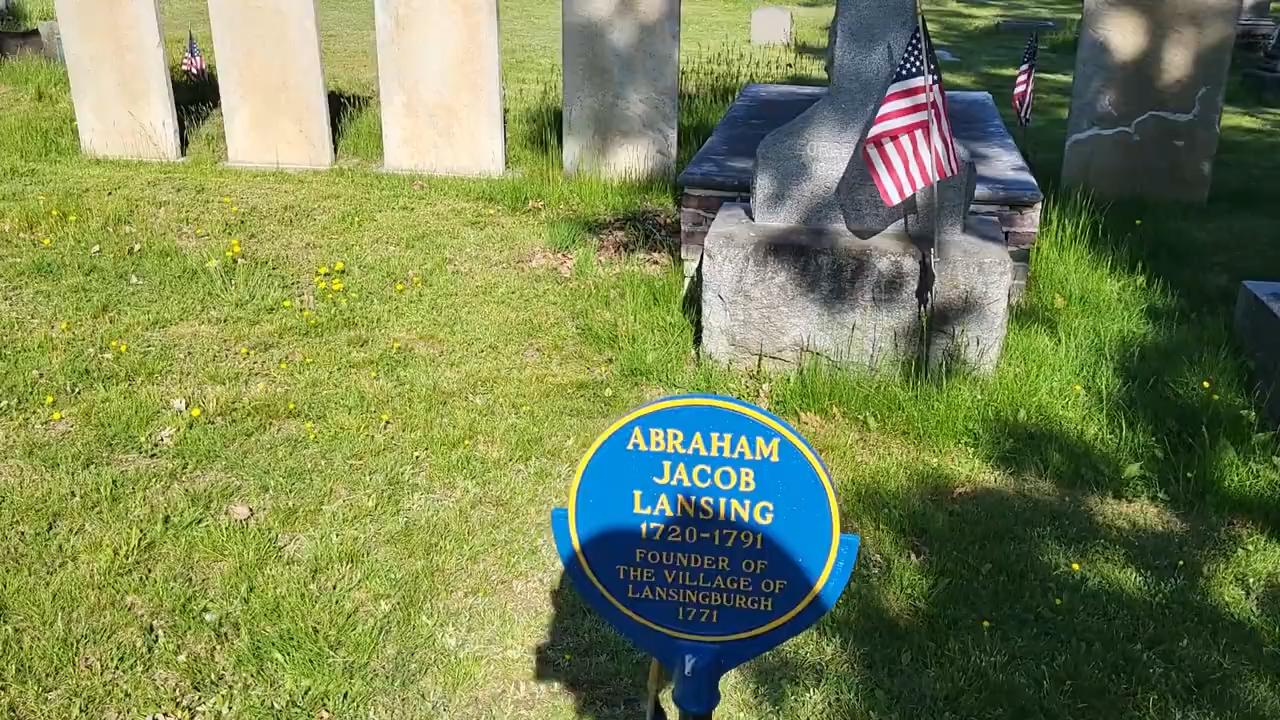 ABRAHAM
JACOB
LANSING
1720-1791
FOUNDER OF
THE VILLAGE OF
LANSINGBURGH
1771